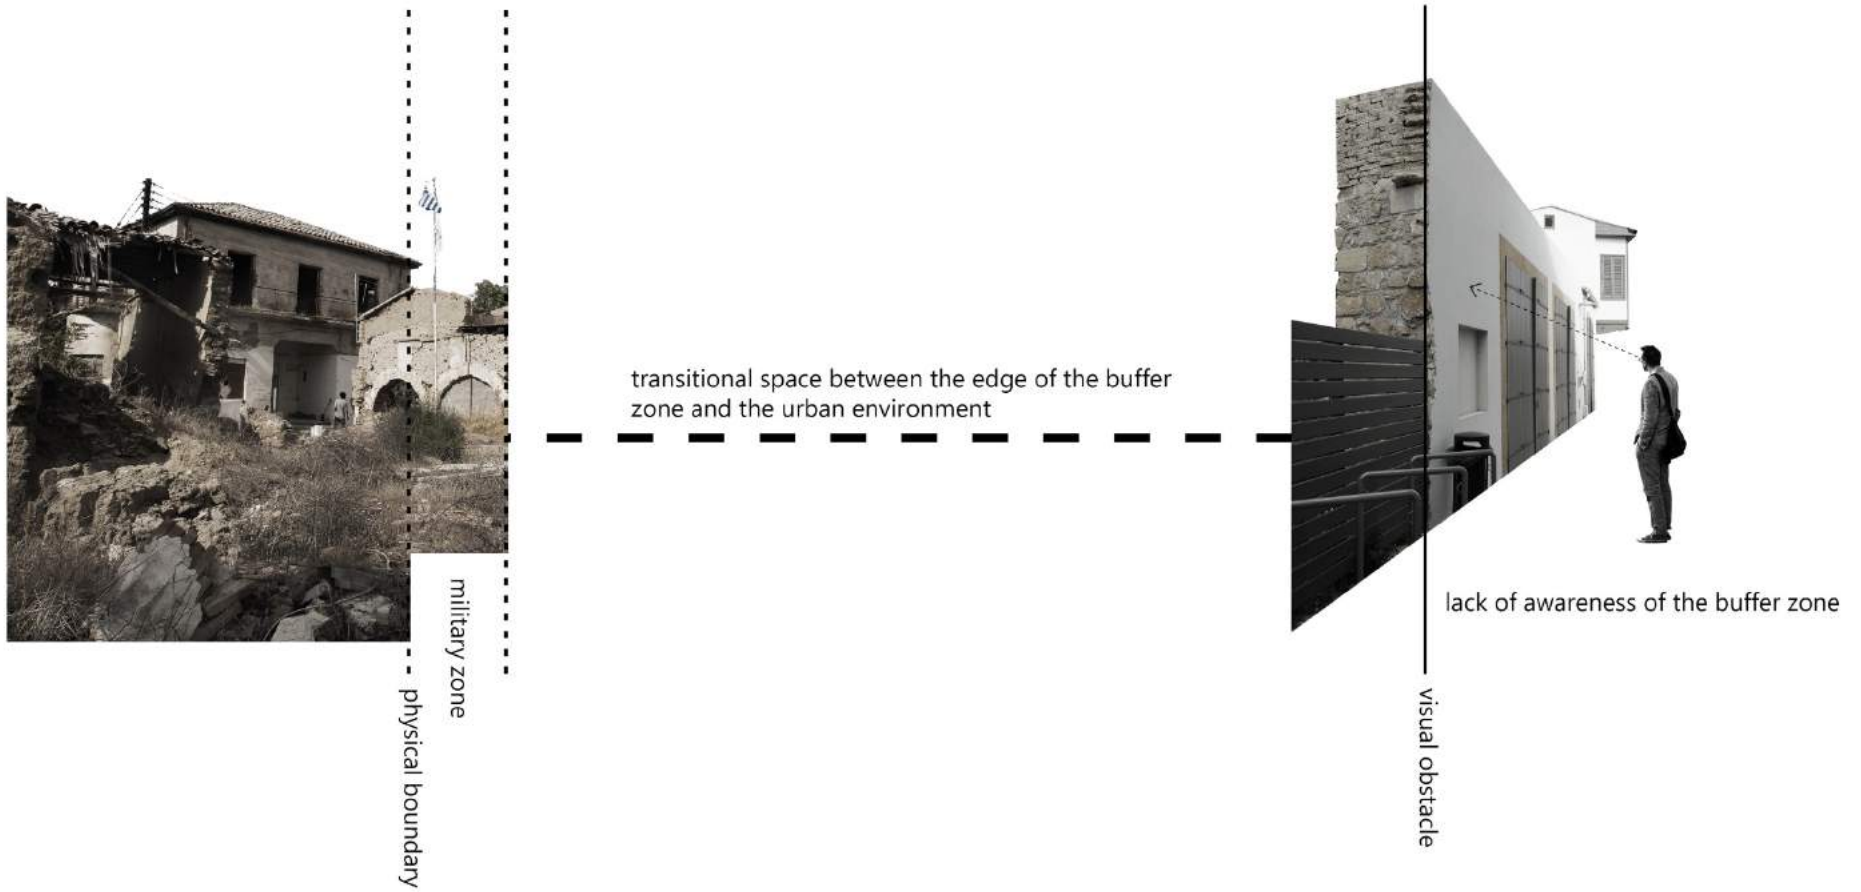 transitional space between the edge of the buffer
zone and the urban environment
lack of awareness of the buffer zone
military zone
physical boundary
visual obstacle